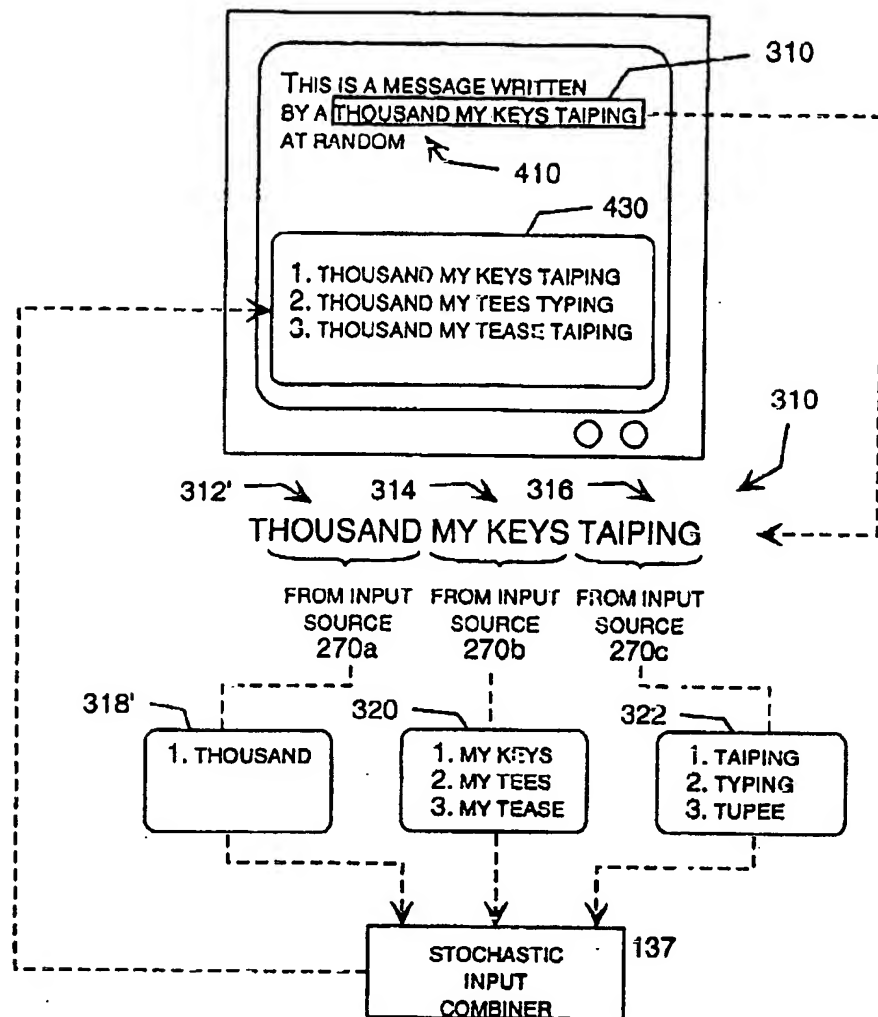 310
THIS IS A MESSAGE WRITTEN
BY A THOUSAND MY KEYS TAIPING
AT RANDOM
410
430
1. THOUSAND MY KEYS TAIPING
2. THOUSAND MY TEES TYPING
3. THOUSAND MY TEASE TAIPING
310
312' 314 316
THOUSAND MY KEYS TAIPING
FROM INPUT SOURCE 270a
FROM INPUT SOURCE 270b
FROM INPUT SOURCE 270c
318'
1. THOUSAND
320
1. MY KEYS
2. MY TEES
3. MY TEASE
322
1. TAIPING
2. TYPING
3. TUPEE
STOCHASTIC
INPUT
COMBINER
137